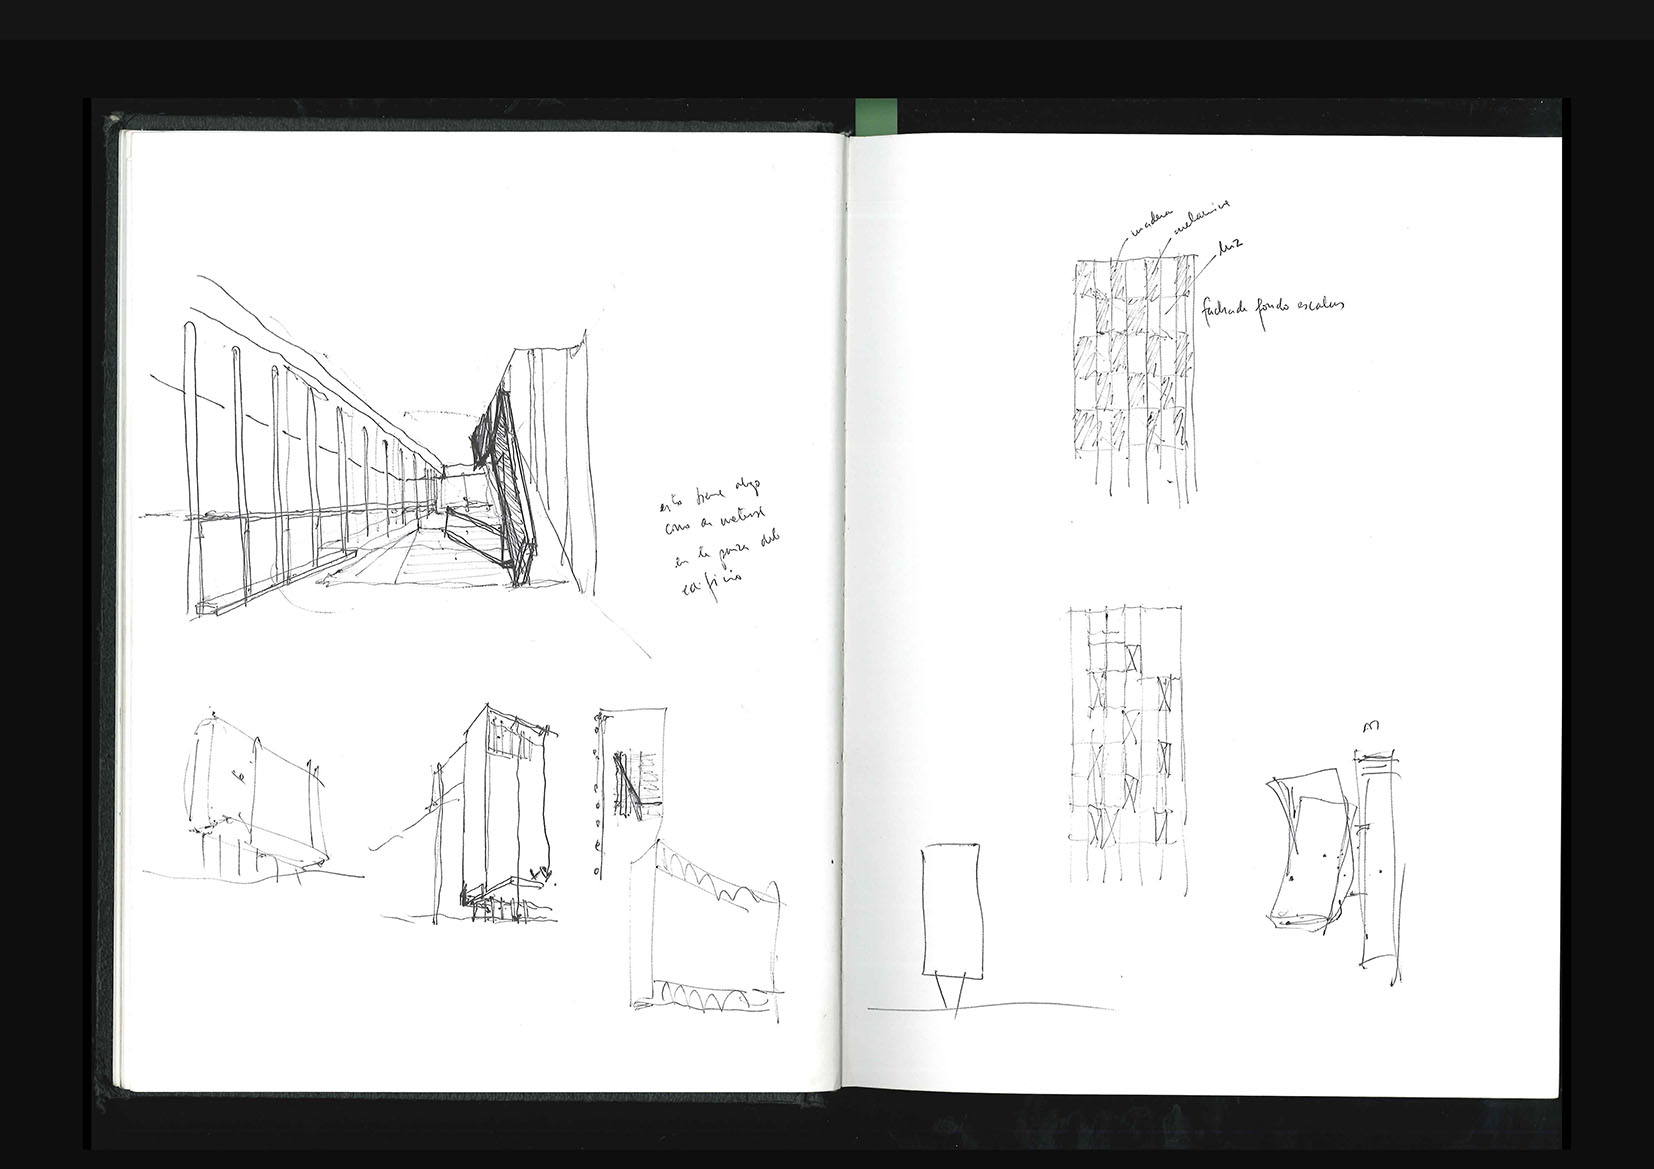 esto tiene algo
como de meterse
en la panza del
edificio
madera
melamina
luz
fachada fondo escaleras